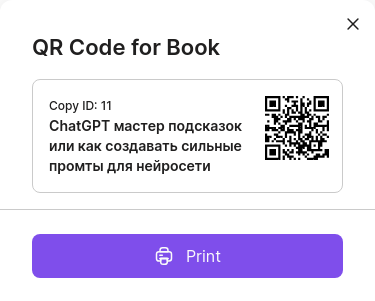 QR Code for Book
Copy ID: 11
ChatGPT мастер подсказок
или как создавать сильные
промты для нейросети
Print